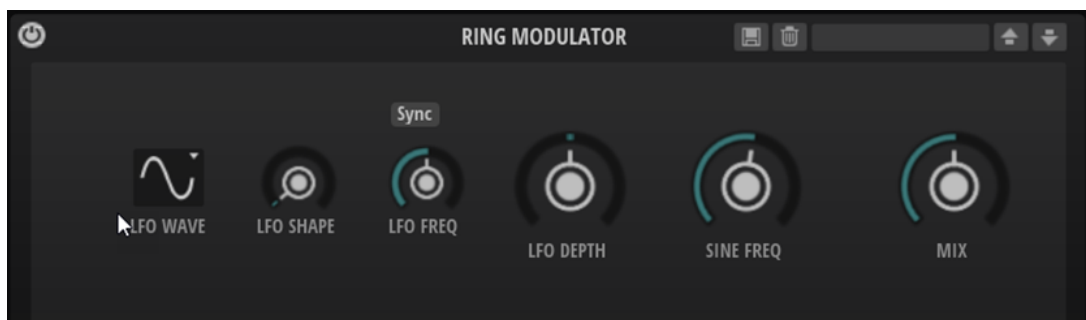 RING MODULATOR
Sync
LFO WAVE
LFO SHAPE
LFO FREQ
LFO DEPTH
SINE FREQ
MIX